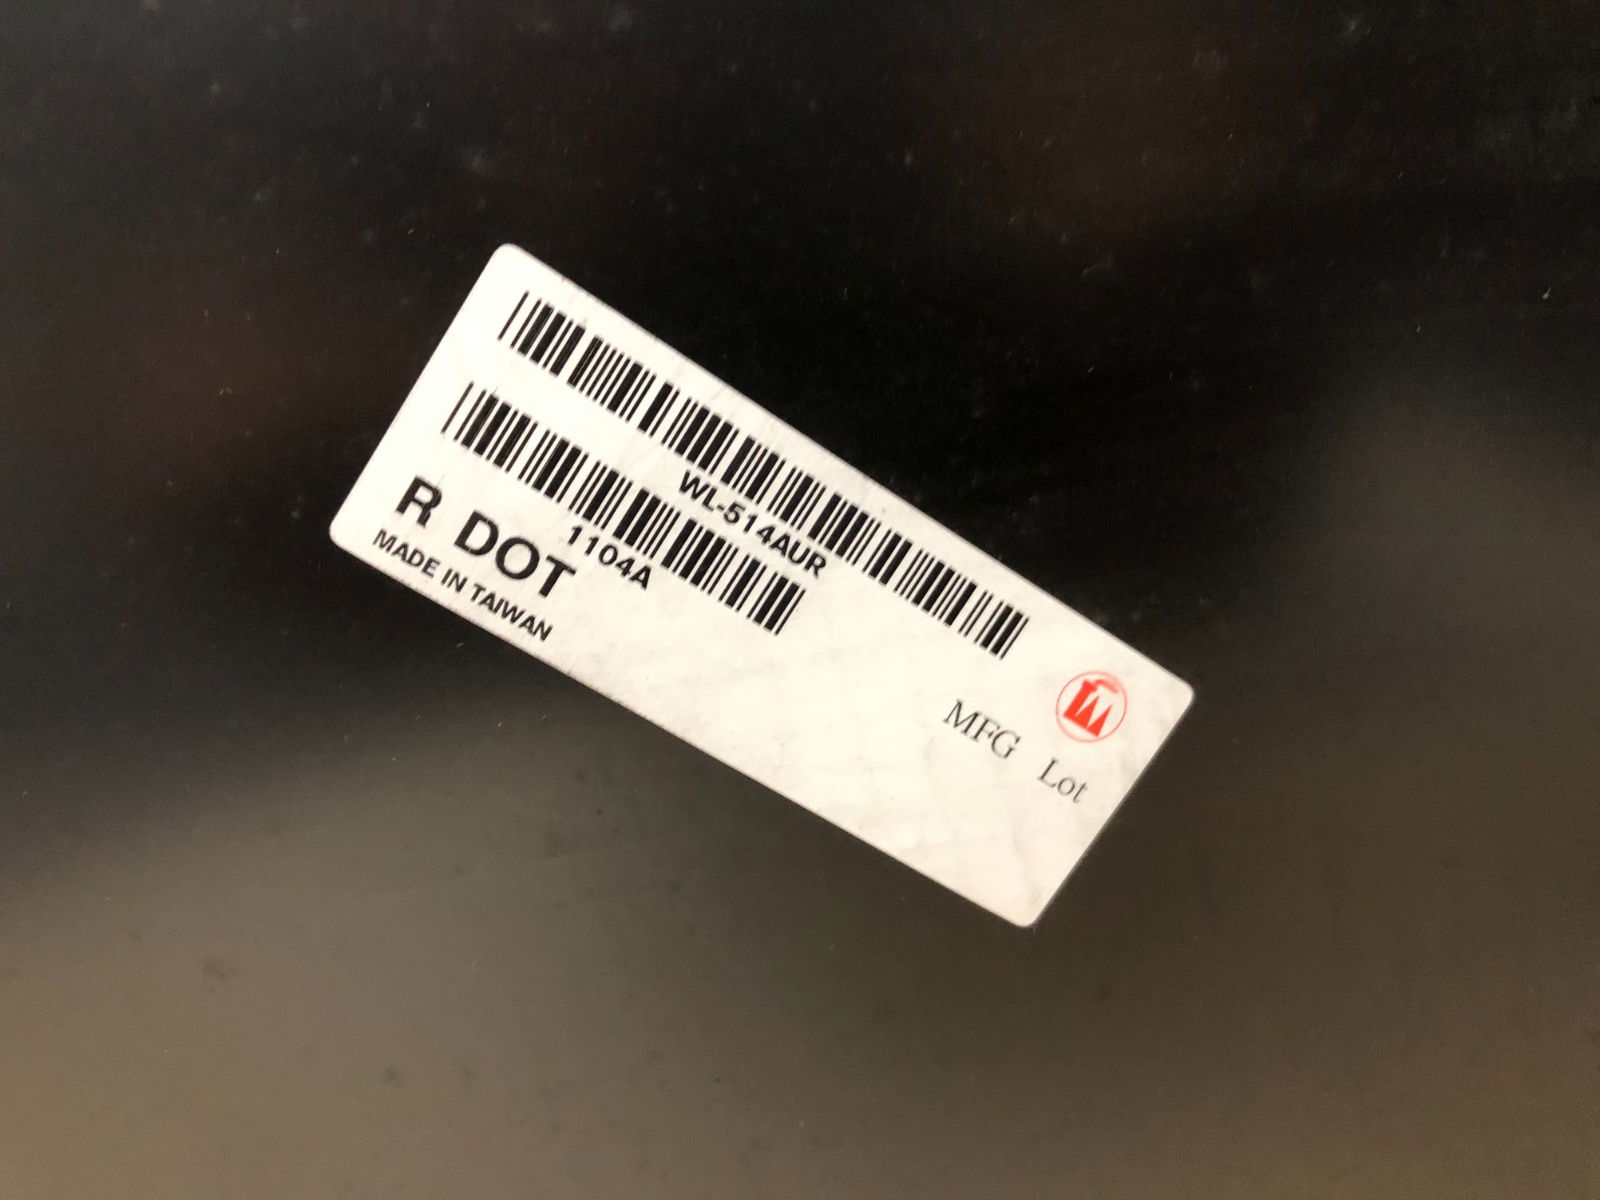 WL-514AUR
1104A
R DOT
MADE IN TAIWAN
MFG
Lot